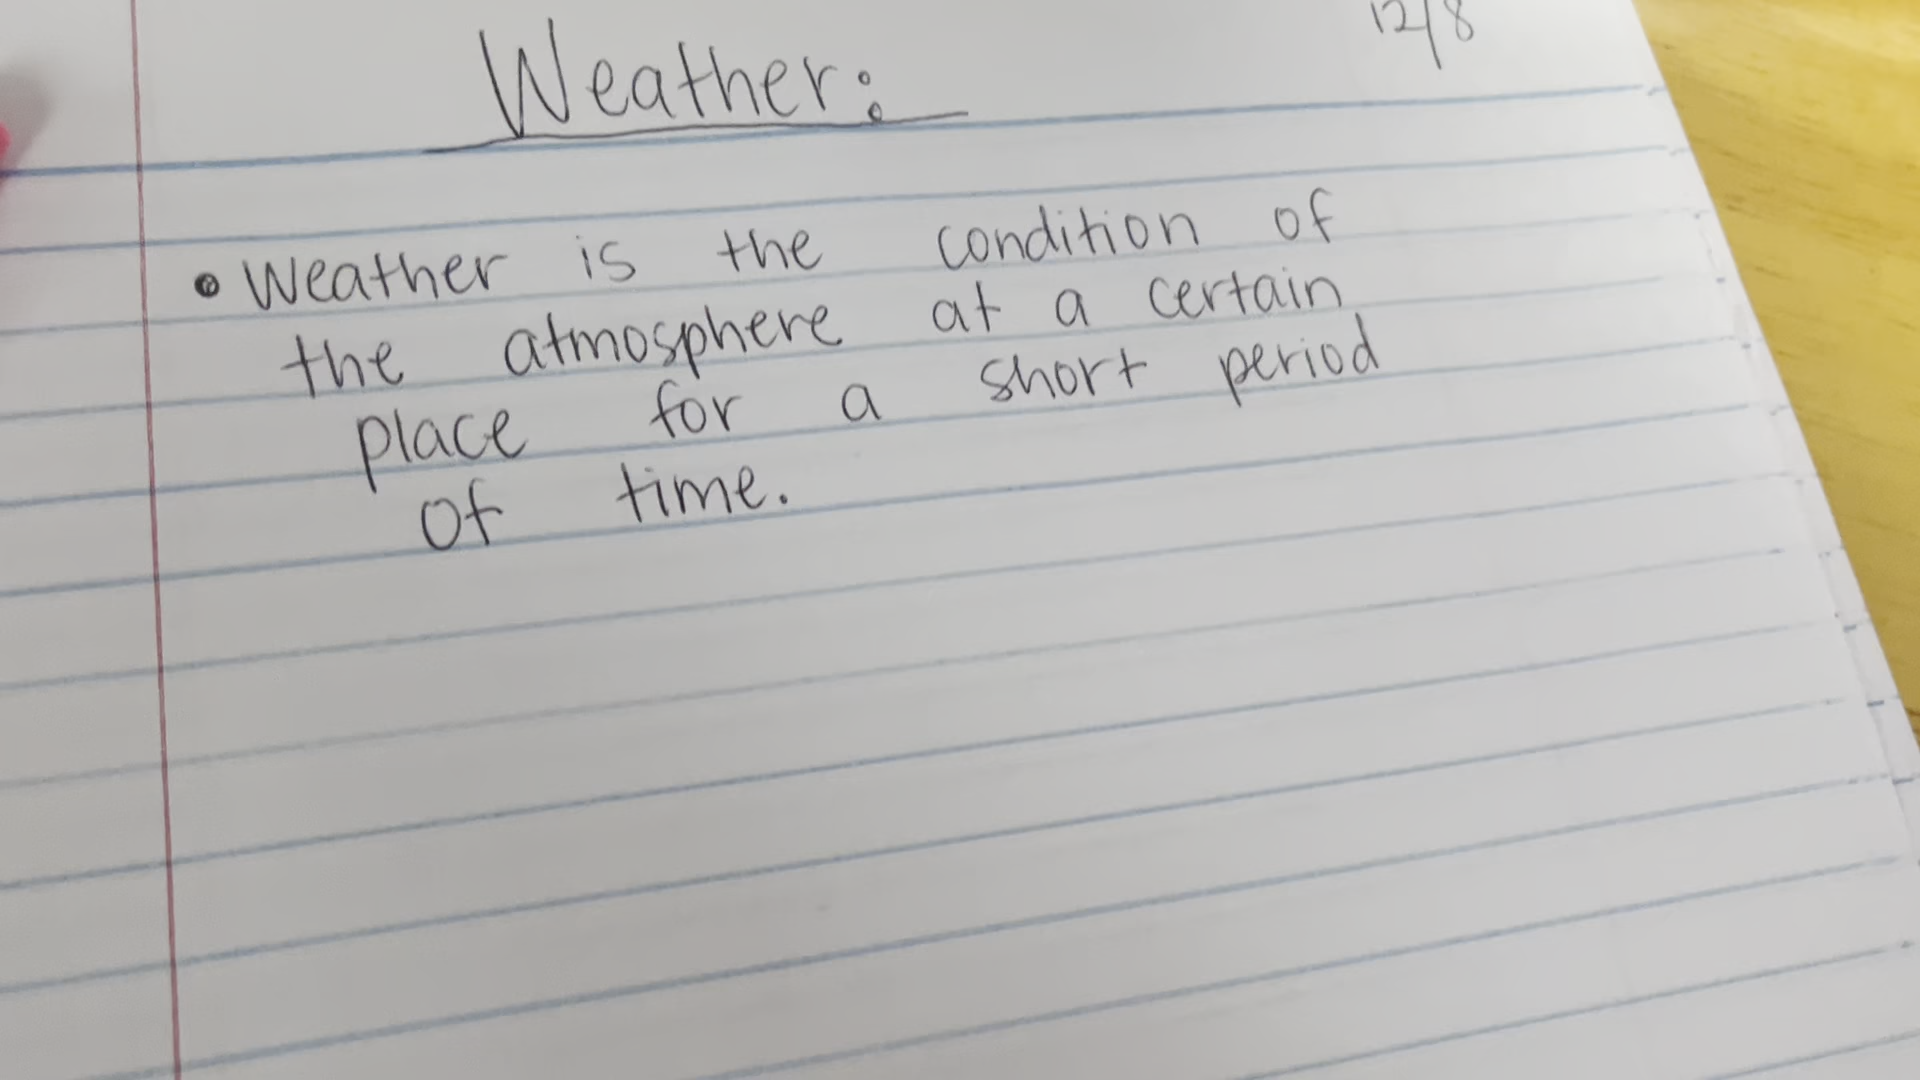 12/8
Weather:
• Weather is the condition of
the atmosphere at a certain
place for a short period
of time.